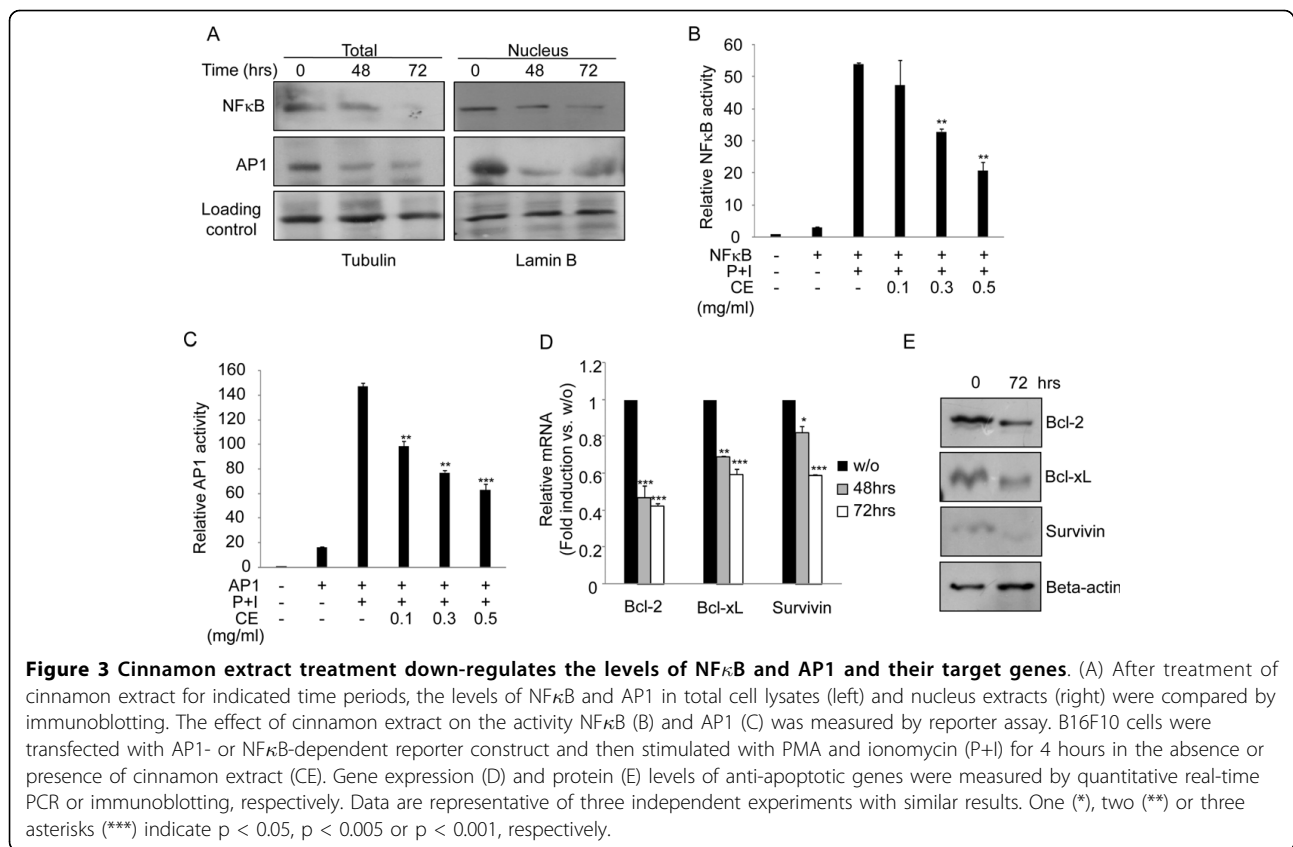 A
Total Nucleus
Time (hrs) 0 48 72 0 48 72
NFκB
AP1
Loading control
Tubulin Lamin B
B
Relative NFκB activity
60
50
40
30
20
10
0
** **
NFκB - + + + + +
P+I - - + + + +
CE - - - 0.1 0.3 0.5
(mg/ml)
C
Relative AP1 activity
160
140
120
100
80
60
40
20
0
** ** ***
AP1 - + + + + +
P+I - - + + + +
CE - - - 0.1 0.3 0.5
(mg/ml)
D
Relative mRNA
(Fold induction vs. w/o)
1.2
1
0.8
0.6
0.4
0.2
0
*** *** ** *** * ***
Bcl-2 Bcl-xL Survivin
w/o
48hrs
72hrs
E
0 72 hrs
Bcl-2
Bcl-xL
Survivin
Beta-actin
Figure 3 Cinnamon extract treatment down-regulates the levels of NFκB and AP1 and their target genes. (A) After treatment of
cinnamon extract for indicated time periods, the levels of NFκB and AP1 in total cell lysates (left) and nucleus extracts (right) were compared by
immunoblotting. The effect of cinnamon extract on the activity NFκB (B) and AP1 (C) was measured by reporter assay. B16F10 cells were
transfected with AP1- or NFκB-dependent reporter construct and then stimulated with PMA and ionomycin (P+I) for 4 hours in the absence or
presence of cinnamon extract (CE). Gene expression (D) and protein (E) levels of anti-apoptotic genes were measured by quantitative real-time
PCR or immunoblotting, respectively. Data are representative of three independent experiments with similar results. One (*), two (**) or three
asterisks (***) indicate p < 0.05, p < 0.005 or p < 0.001, respectively.